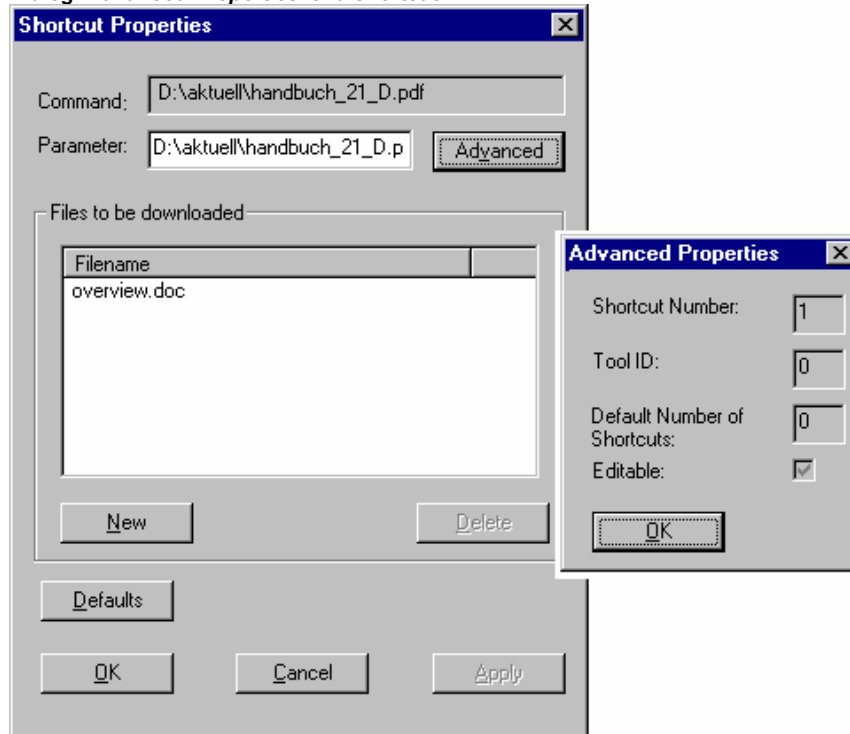 Shortcut Properties
Command: D:\aktuell\handbuch_21_D.pdf
Parameter: D:\aktuell\handbuch_21_D.p Advanced
Files to be downloaded
Filename
overview.doc
New Delete
Defaults
OK Cancel Apply
Advanced Properties
Shortcut Number: 1
Tool ID: 0
Default Number of 0
Shortcuts:
Editable:
OK